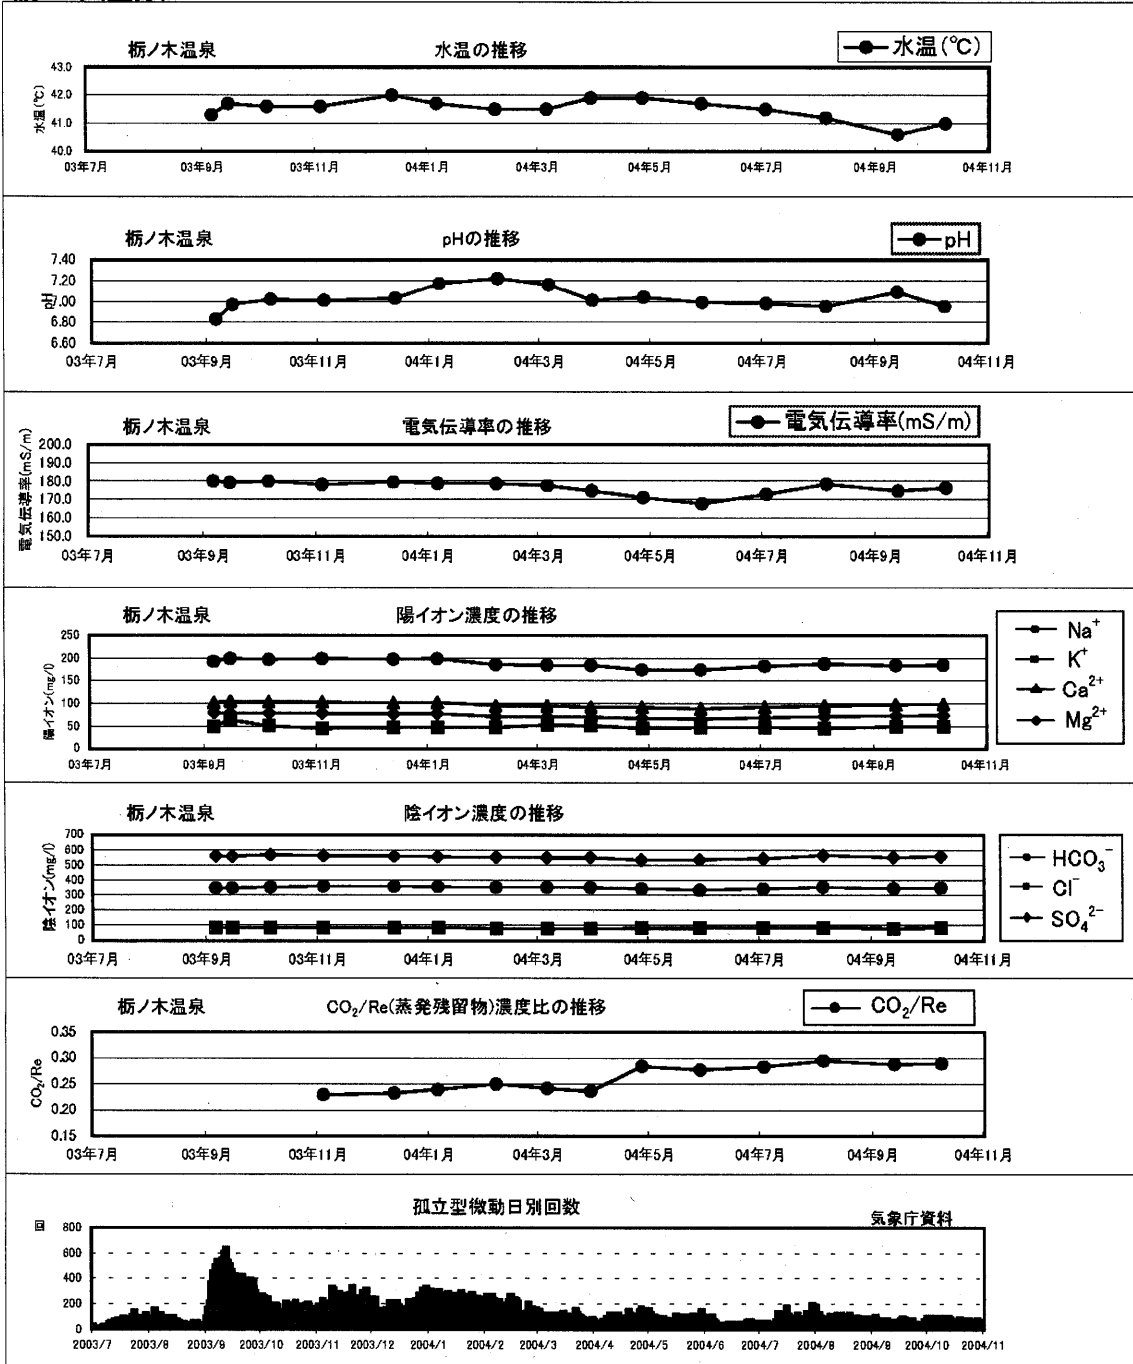 栃ノ木温泉 水温の推移 水温(℃)
水温(℃)
43.0
42.0
41.0
40.0
03年7月 03年9月 03年11月 04年1月 04年3月 04年5月 04年7月 04年9月 04年11月
栃ノ木温泉 pHの推移 pH
pH
7.40
7.20
7.00
6.80
6.60
03年7月 03年9月 03年11月 04年1月 04年3月 04年5月 04年7月 04年9月 04年11月
栃ノ木温泉 電気伝導率の推移 電気伝導率(mS/m)
電気伝導率(mS/m)
200.0
190.0
180.0
170.0
160.0
150.0
03年7月 03年9月 03年11月 04年1月 04年3月 04年5月 04年7月 04年9月 04年11月
栃ノ木温泉 陽イオン濃度の推移
陽イオン(mg/l)
250
200
150
100
50
0
03年7月 03年9月 03年11月 04年1月 04年3月 04年5月 04年7月 04年9月 04年11月
Na⁺
K⁺
Ca²⁺
Mg²⁺
栃ノ木温泉 陰イオン濃度の推移
陰イオン(mg/l)
700
600
500
400
300
200
100
0
03年7月 03年9月 03年11月 04年1月 04年3月 04年5月 04年7月 04年9月 04年11月
HCO₃⁻
Cl⁻
SO₄²⁻
栃ノ木温泉 CO₂/Re(蒸発残留物)濃度比の推移 CO₂/Re
CO₂/Re
0.35
0.30
0.25
0.20
0.15
03年7月 03年9月 03年11月 04年1月 04年3月 04年5月 04年7月 04年9月 04年11月
孤立型微動日別回数 気象庁資料
回
800
600
400
200
0
2003/7 2003/8 2003/9 2003/10 2003/11 2003/12 2004/1 2004/2 2004/3 2004/4 2004/5 2004/6 2004/7 2004/8 2004/9 2004/10 2004/11